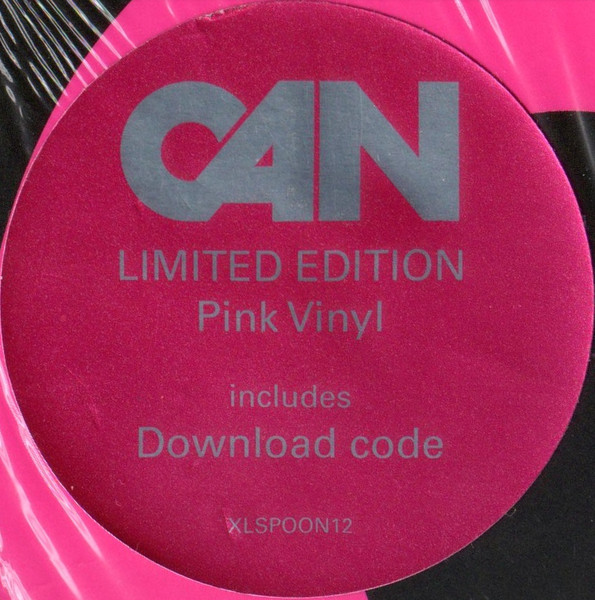 CAN
LIMITED EDITION
Pink Vinyl
includes
Download code
XLSPOON12